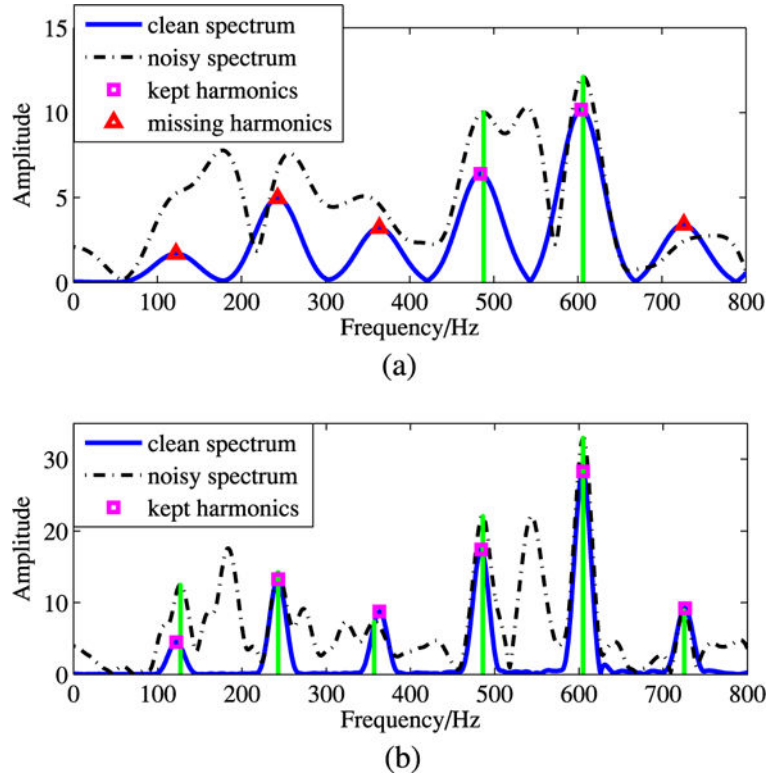 15
10
5
0
Amplitude
clean spectrum
noisy spectrum
kept harmonics
missing harmonics
0 100 200 300 400 500 600 700 800
Frequency/Hz
(a)
30
20
10
0
Amplitude
clean spectrum
noisy spectrum
kept harmonics
0 100 200 300 400 500 600 700 800
Frequency/Hz
(b)